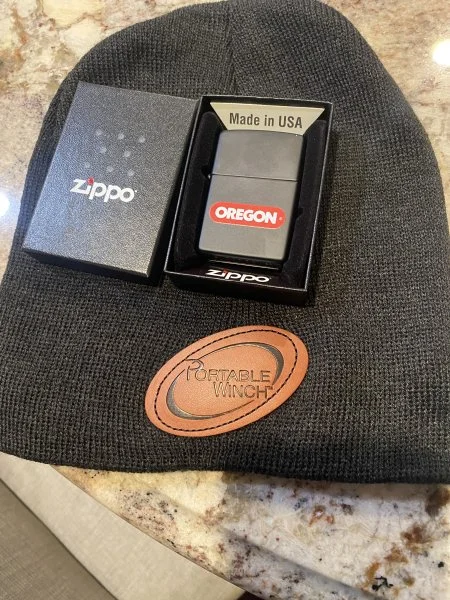 Made in USA
zippo
OREGON
zippo
PORTABLE
WINCH